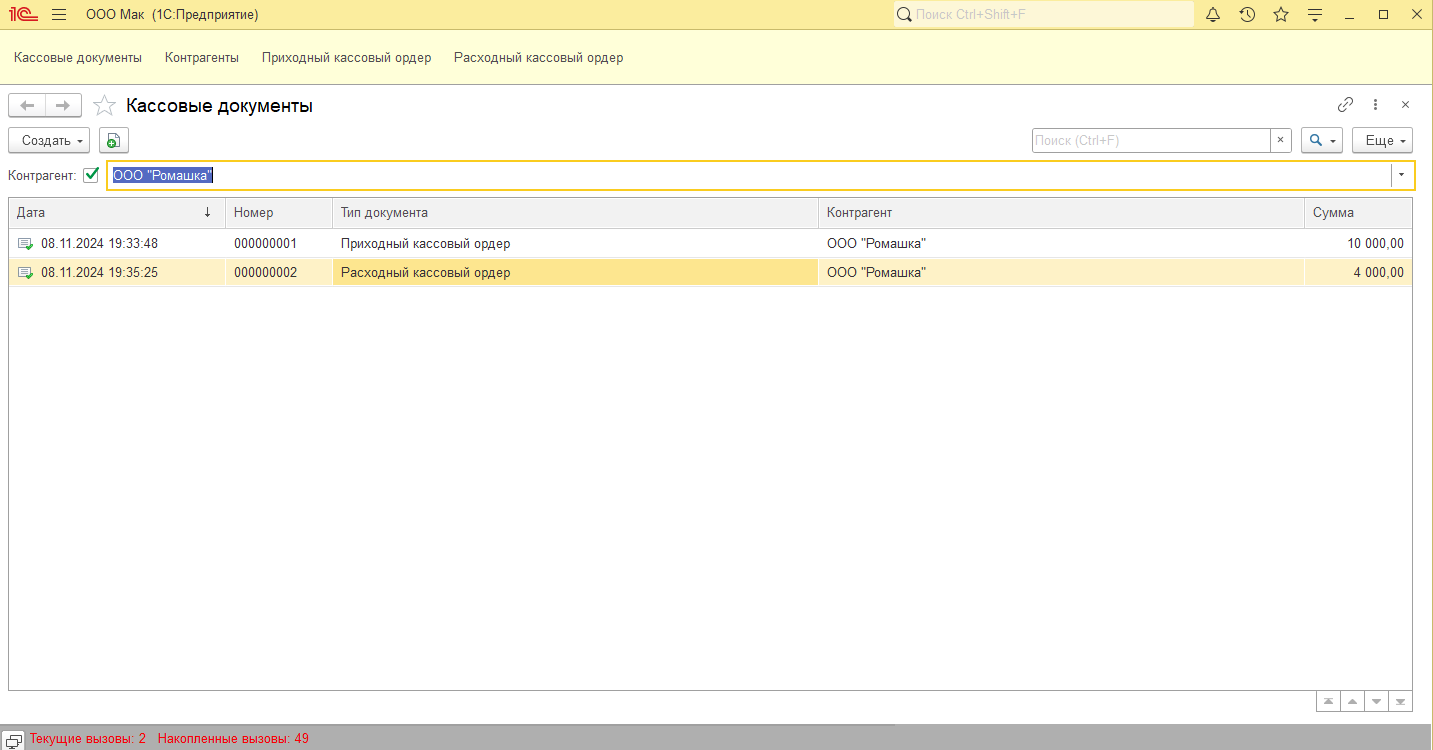 1С ООО Мак (1С:Предприятие) Поиск Ctrl+Shift+F
Кассовые документы Контрагенты Приходный кассовый ордер Расходный кассовый ордер
Кассовые документы
Создать Поиск (Ctrl+F) × Еще
Контрагент: ООО "Ромашка"
Дата ↓ Номер Тип документа Контрагент Сумма
08.11.2024 19:33:48 000000001 Приходный кассовый ордер ООО "Ромашка" 10 000,00
08.11.2024 19:35:25 000000002 Расходный кассовый ордер ООО "Ромашка" 4 000,00
Текущие вызовы: 2 Накопленные вызовы: 49